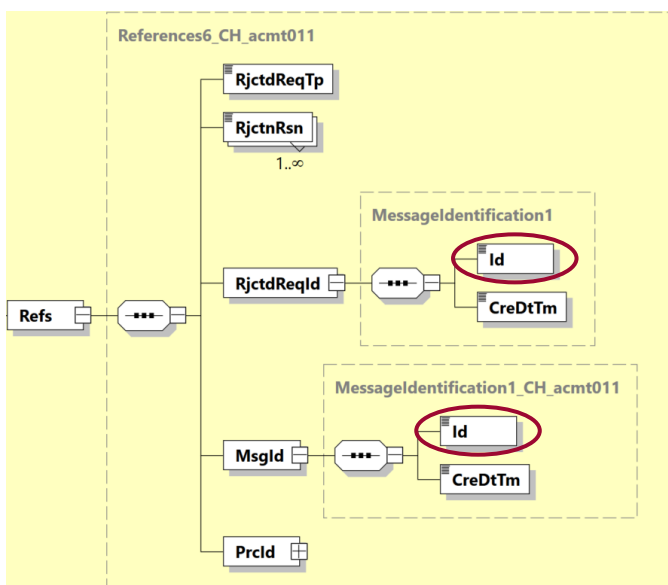 References6_CH_acmt011
RjctdReqTp
RjctnRsn
1..∞
MessageIdentification1
Id
RjctdReqId
CreDtTm
Refs
MessageIdentification1_CH_acmt011
Id
MsgId
CreDtTm
PrcId